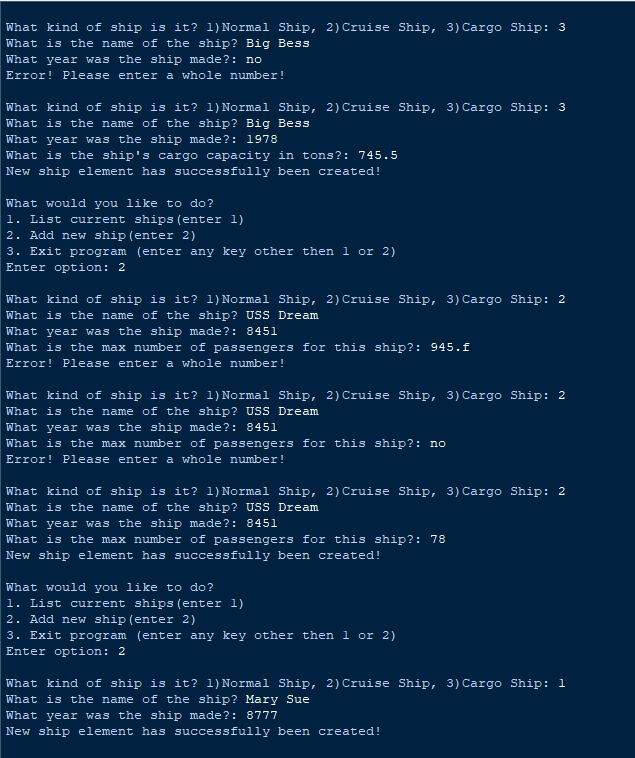 What kind of ship is it? 1)Normal Ship, 2)Cruise Ship, 3)Cargo Ship: 3
What is the name of the ship? Big Bess
What year was the ship made?: no
Error! Please enter a whole number!
What kind of ship is it? 1)Normal Ship, 2)Cruise Ship, 3)Cargo Ship: 3
What is the name of the ship? Big Bess
What year was the ship made?: 1978
What is the ship's cargo capacity in tons?: 745.5
New ship element has successfully been created!
What would you like to do?
1. List current ships(enter 1)
2. Add new ship(enter 2)
3. Exit program (enter any key other then 1 or 2)
Enter option: 2
What kind of ship is it? 1)Normal Ship, 2)Cruise Ship, 3)Cargo Ship: 2
What is the name of the ship? USS Dream
What year was the ship made?: 8451
What is the max number of passengers for this ship?: 945.f
Error! Please enter a whole number!
What kind of ship is it? 1)Normal Ship, 2)Cruise Ship, 3)Cargo Ship: 2
What is the name of the ship? USS Dream
What year was the ship made?: 8451
What is the max number of passengers for this ship?: no
Error! Please enter a whole number!
What kind of ship is it? 1)Normal Ship, 2)Cruise Ship, 3)Cargo Ship: 2
What is the name of the ship? USS Dream
What year was the ship made?: 8451
What is the max number of passengers for this ship?: 78
New ship element has successfully been created!
What would you like to do?
1. List current ships(enter 1)
2. Add new ship(enter 2)
3. Exit program (enter any key other then 1 or 2)
Enter option: 2
What kind of ship is it? 1)Normal Ship, 2)Cruise Ship, 3)Cargo Ship: 1
What is the name of the ship? Mary Sue
What year was the ship made?: 8777
New ship element has successfully been created!